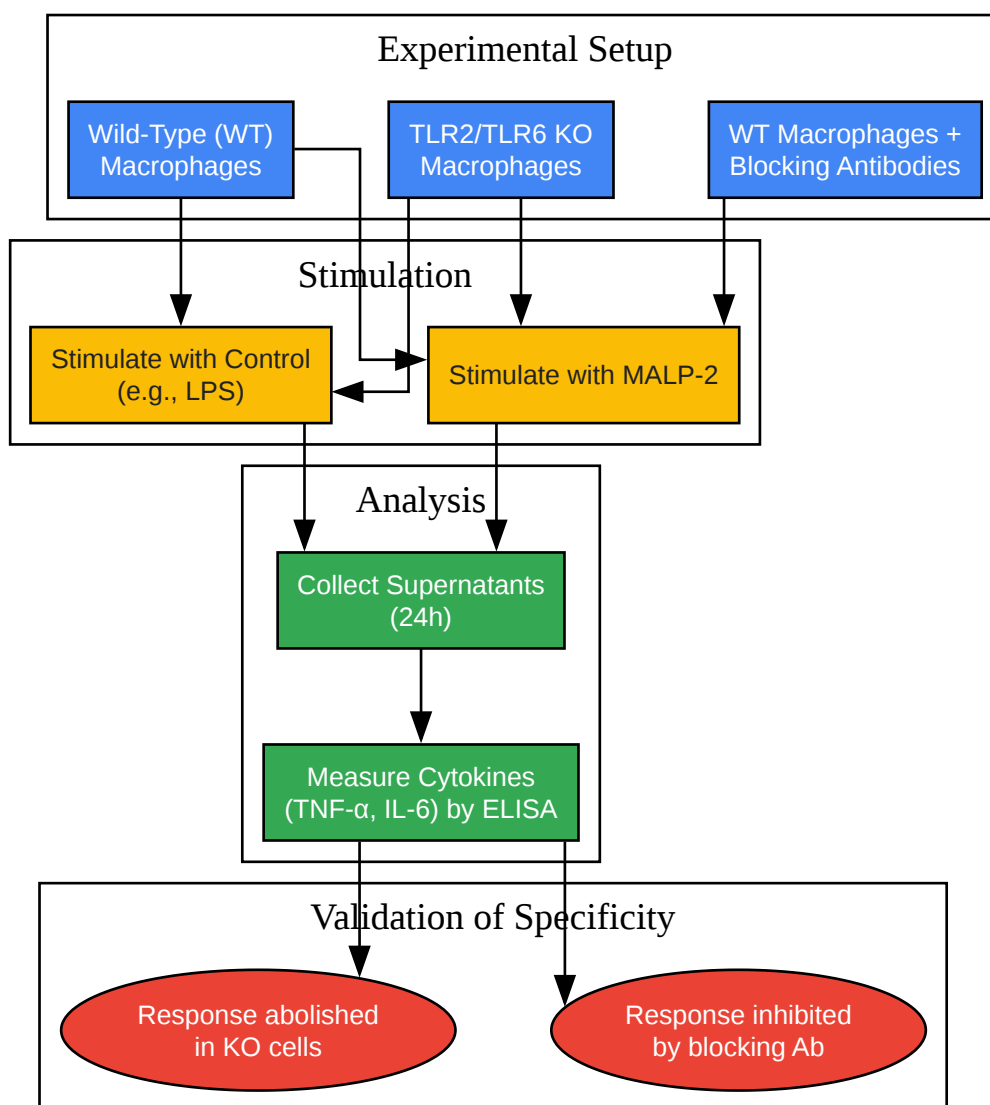 Experimental Setup
Wild-Type (WT)
Macrophages
TLR2/TLR6 KO
Macrophages
WT Macrophages +
Blocking Antibodies
Stimulation
Stimulate with Control
(e.g., LPS)
Stimulate with MALP-2
Analysis
Collect Supernatants
(24h)
Measure Cytokines
(TNF-α, IL-6) by ELISA
Validation of Specificity
Response abolished
in KO cells
Response inhibited
by blocking Ab